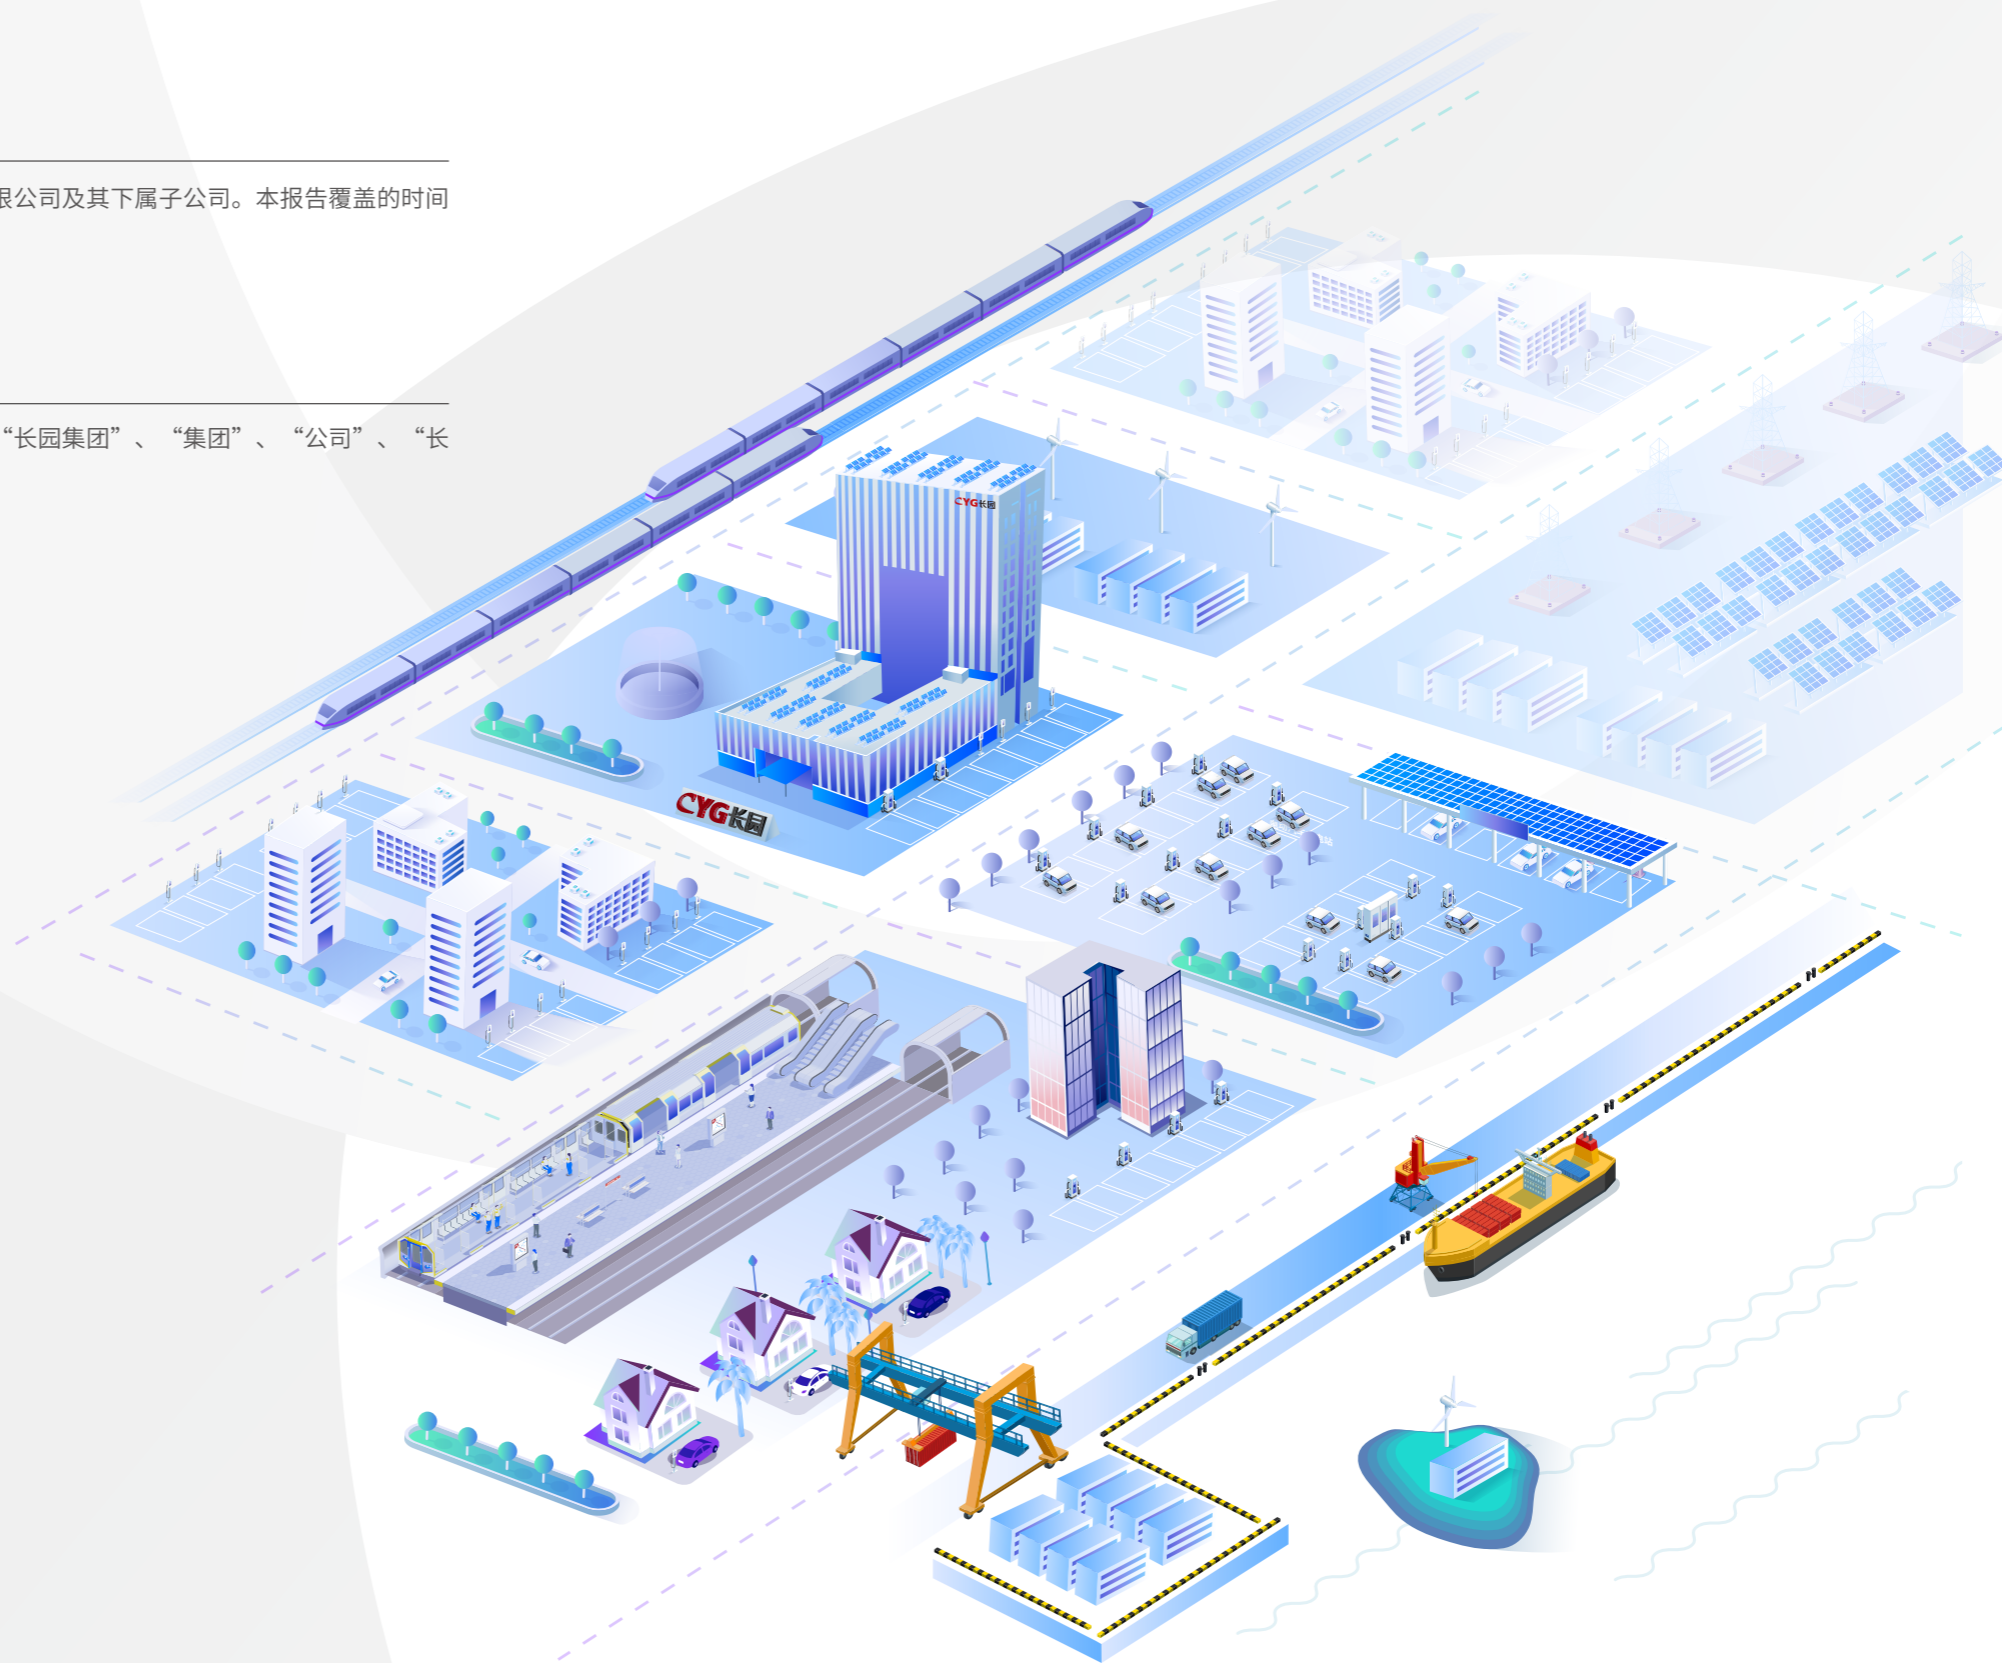 限公司及其下属子公司。本报告覆盖的时间
“长园集团”、“集团”、“公司”、“长
CYG长园
CYG长园